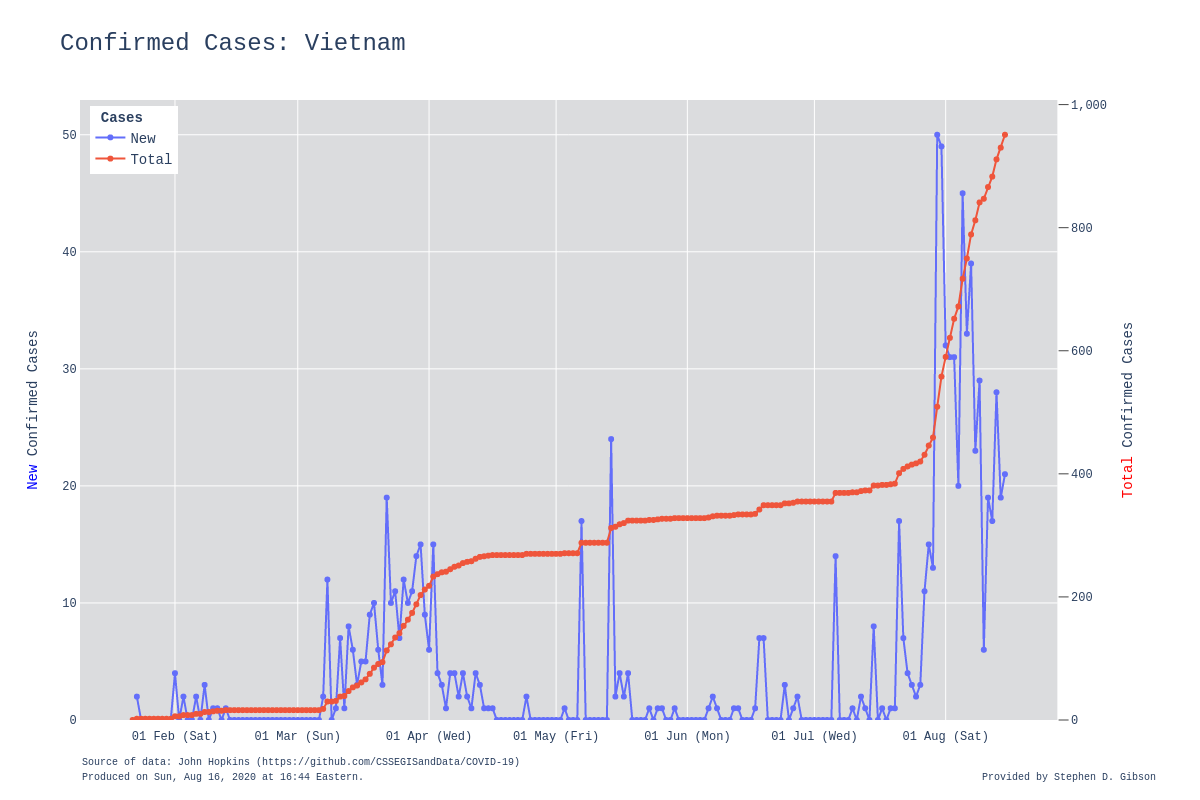 Confirmed Cases: Vietnam
Cases
New
Total
50
40
30
20
10
0
1,000
800
600
400
200
0
New Confirmed Cases
Total Confirmed Cases
01 Feb (Sat) 01 Mar (Sun) 01 Apr (Wed) 01 May (Fri) 01 Jun (Mon) 01 Jul (Wed) 01 Aug (Sat)
Source of data: John Hopkins (https://github.com/CSSEGISandData/COVID-19)
Produced on Sun, Aug 16, 2020 at 16:44 Eastern.
Provided by Stephen D. Gibson